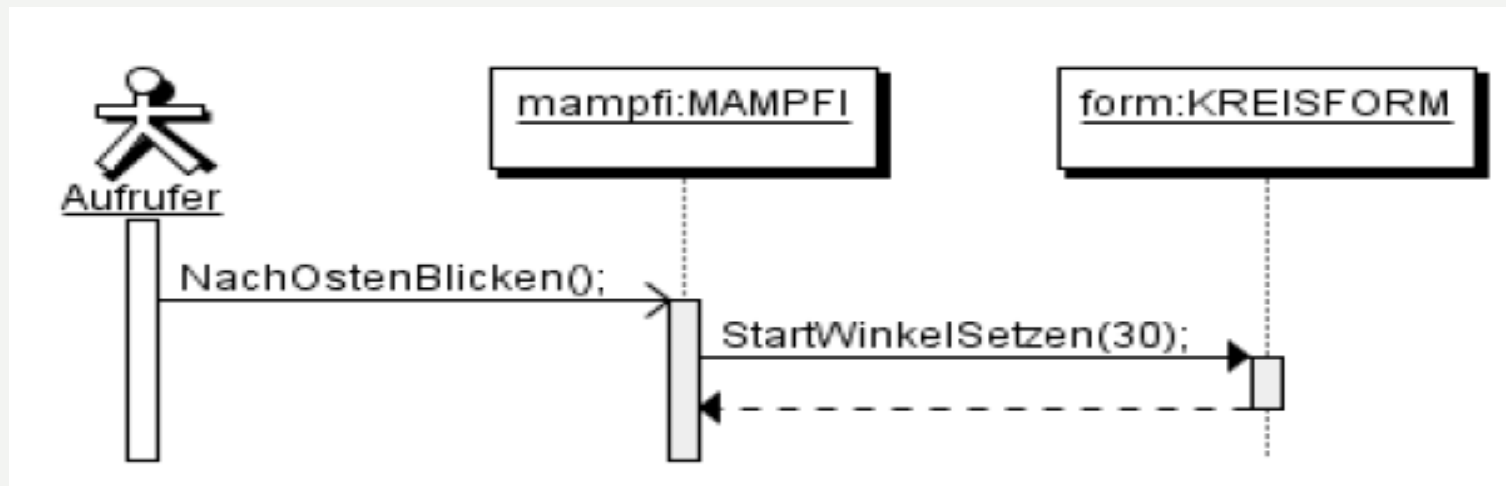 mampfi:MAMPFI
form:KREISFORM
Aufrufer
NachOstenBlicken();
StartWinkelSetzen(30);